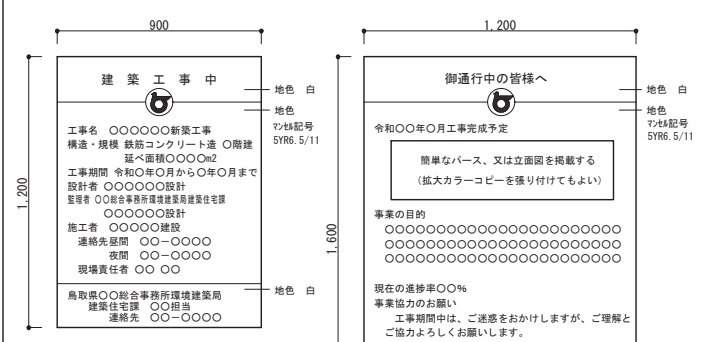 900
建築工事中
地色 白
地色
マンセル記号
5YR6.5/11
工事名 ○○○○○○新築工事
構造・規模 鉄筋コンクリート造 ○階建
延べ面積○○○○m2
工事期間 令和○年○月から○年○月まで
設計者 ○○○○○○設計
監理者 ○○総合事務所環境建築局建築住宅課
○○○○○○設計
施工者 ○○○○○建設
連絡先昼間 ○○－○○○○
夜間 ○○－○○○○
現場責任者 ○○ ○○
鳥取県○○総合事務所環境建築局
建築住宅課 ○○担当
連絡先 ○○－○○○○
地色 白
1,200
1,200
御通行中の皆様へ
地色 白
地色
マンセル記号
5YR6.5/11
令和○○年○月工事完成予定
簡単なパース、又は立面図を掲載する
（拡大カラーコピーを張り付けてもよい）
事業の目的
○○○○○○○○○○○○○○○○○○○○○○
○○○○○○○○○○○○○○○○○○○○○○
○○○○○○○○○○○○○○○○○○○○○○
現在の進捗率○○%
事業協力のお願い
工事期間中は、ご迷惑をおかけしますが、ご理解と
ご協力よろしくお願いします。
1,600